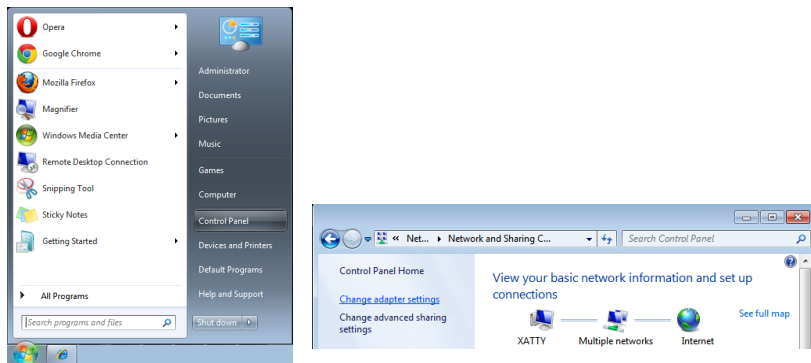 Opera
Google Chrome
Mozilla Firefox
Magnifier
Windows Media Center
Remote Desktop Connection
Snipping Tool
Sticky Notes
Getting Started
All Programs
Search programs and files
Administrator
Documents
Pictures
Music
Games
Computer
Control Panel
Devices and Printers
Default Programs
Help and Support
Shut down
« Net... Network and Sharing C...
Search Control Panel
Control Panel Home
Change adapter settings
Change advanced sharing
settings
View your basic network information and set up
connections
See full map
XATTY Multiple networks Internet